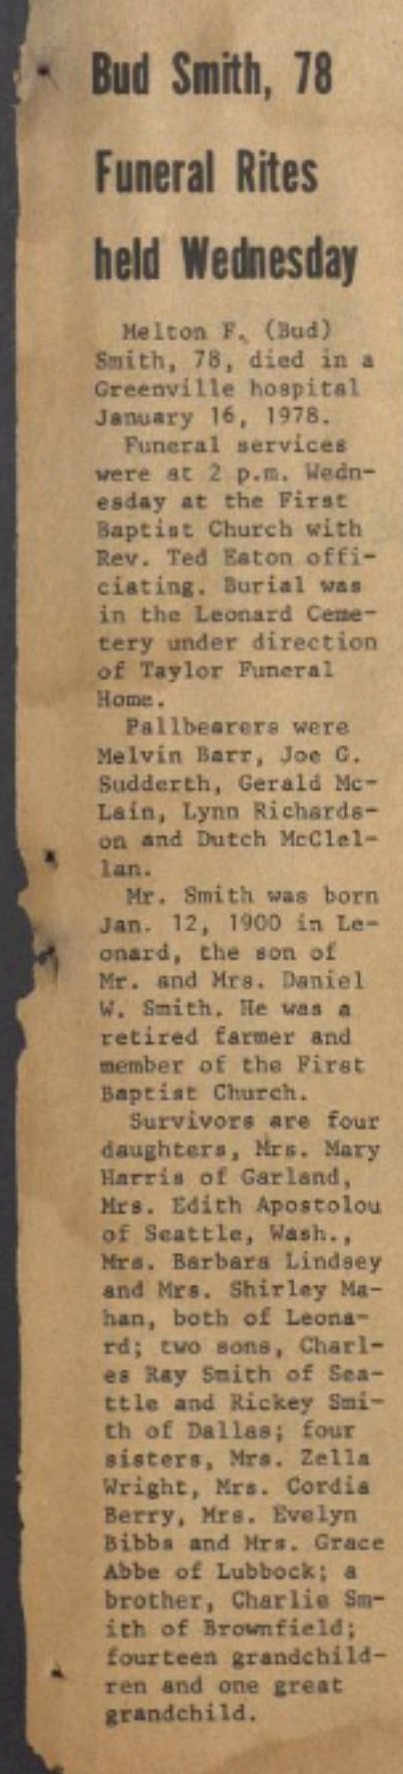 Bud Smith, 78
Funeral Rites
held Wednesday
Melton F. (Bud)
Smith, 78, died in a
Greenville hospital
January 16, 1978.
Funeral services
were at 2 p.m. Wedn-
esday at the First
Baptist Church with
Rev. Ted Eaton offi-
ciating. Burial was
in the Leonard Ceme-
tery under direction
of Taylor Funeral
Home.
Pallbearers were
Melvin Barr, Joe G.
Sudderth, Gerald Mc-
Lain, Lynn Richards-
on and Dutch McClel-
lan.
Mr. Smith was born
Jan. 12, 1900 in Le-
onard, the son of
Mr. and Mrs. Daniel
W. Smith. He was a
retired farmer and
member of the First
Baptist Church.
Survivors are four
daughters, Mrs. Mary
Harris of Garland,
Mrs. Edith Apostolou
of Seattle, Wash.,
Mrs. Barbara Lindsey
and Mrs. Shirley Ma-
han, both of Leona-
rd; two sons, Charl-
es Ray Smith of Sea-
ttle and Rickey Smi-
th of Dallas; four
sisters, Mrs. Zella
Wright, Mrs. Cordia
Berry, Mrs. Evelyn
Bibbs and Mrs. Grace
Abbe of Lubbock; a
brother, Charlie Sm-
ith of Brownfield;
fourteen grandchild-
ren and one great
grandchild.